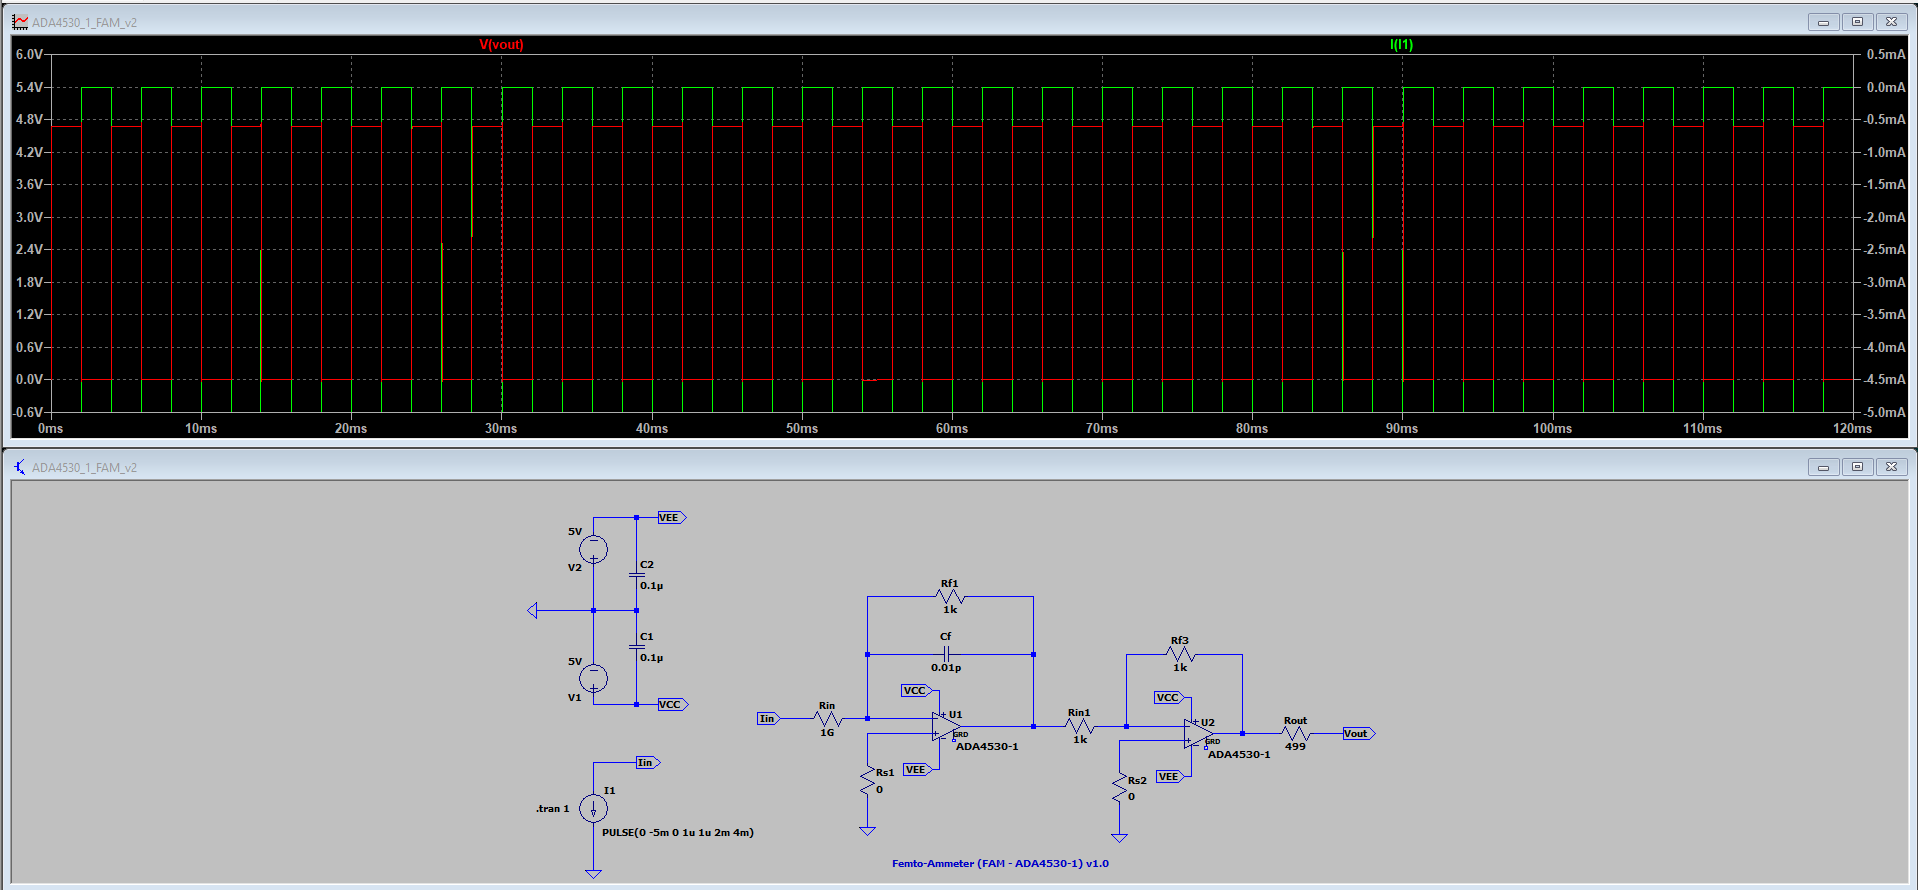 ADA4530_1_FAM_v2
V(vout)
I(I1)
6.0V
5.4V
4.8V
4.2V
3.6V
3.0V
2.4V
1.8V
1.2V
0.6V
0.0V
-0.6V
0.5mA
0.0mA
-0.5mA
-1.0mA
-1.5mA
-2.0mA
-2.5mA
-3.0mA
-3.5mA
-4.0mA
-4.5mA
-5.0mA
0ms 10ms 20ms 30ms 40ms 50ms 60ms 70ms 80ms 90ms 100ms 110ms 120ms
ADA4530_1_FAM_v2
VEE
5V
V2
C2
0.1µ
C1
0.1µ
5V
V1
VCC
Iin
I1
.tran 1
PULSE(0 -5m 0 1u 1u 2m 4m)
Rf1
1k
Cf
0.01p
VCC
Iin
Rin
1G
U1
GRD
ADA4530-1
VEE
Rs1
0
Rin1
1k
Rf3
1k
VCC
U2
GRD
ADA4530-1
VEE
Rs2
0
Rout
499
Vout
Femto-Ammeter (FAM - ADA4530-1) v1.0